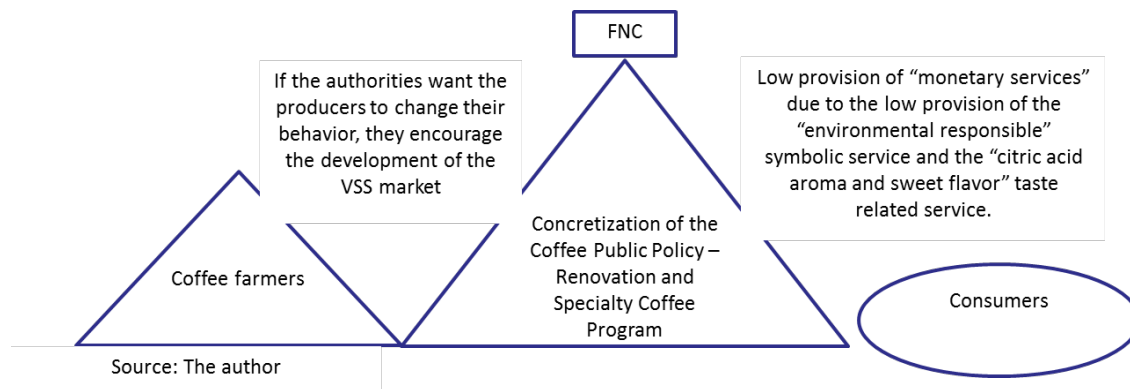 FNC
If the authorities want the
producers to change their
behavior, they encourage
the development of the
VSS market
Low provision of “monetary services”
due to the low provision of the
“environmental responsible”
symbolic service and the “citric acid
aroma and sweet flavor” taste
related service.
Coffee farmers
Concretization of the
Coffee Public Policy –
Renovation and
Specialty Coffee
Program
Consumers
Source: The author